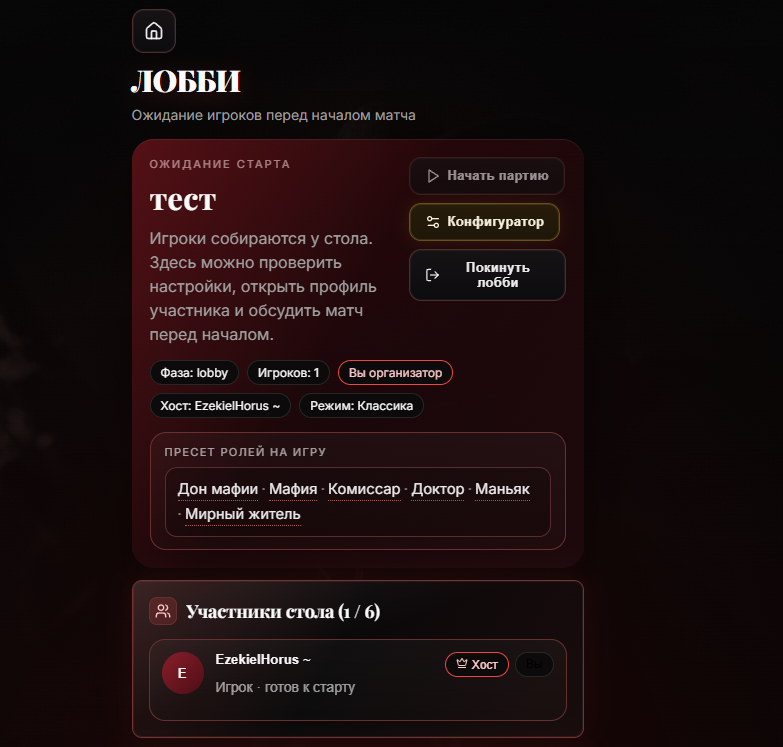 ЛОББИ
Ожидание игроков перед началом матча
ОЖИДАНИЕ СТАРТА
тест
Игроки собираются у стола.
Здесь можно проверить
настройки, открыть профиль
участника и обсудить матч
перед началом.
Начать партию
Конфигуратор
Покинуть
лобби
Фаза: lobby
Игроков: 1
Вы организатор
Хост: EzekielHorus ~
Режим: Классика
ПРЕСЕТ РОЛЕЙ НА ИГРУ
Дон мафии · Мафия · Комиссар · Доктор · Маньяк
· Мирный житель
Участники стола (1 / 6)
E
EzekielHorus ~
Хост
Вы
Игрок · готов к старту